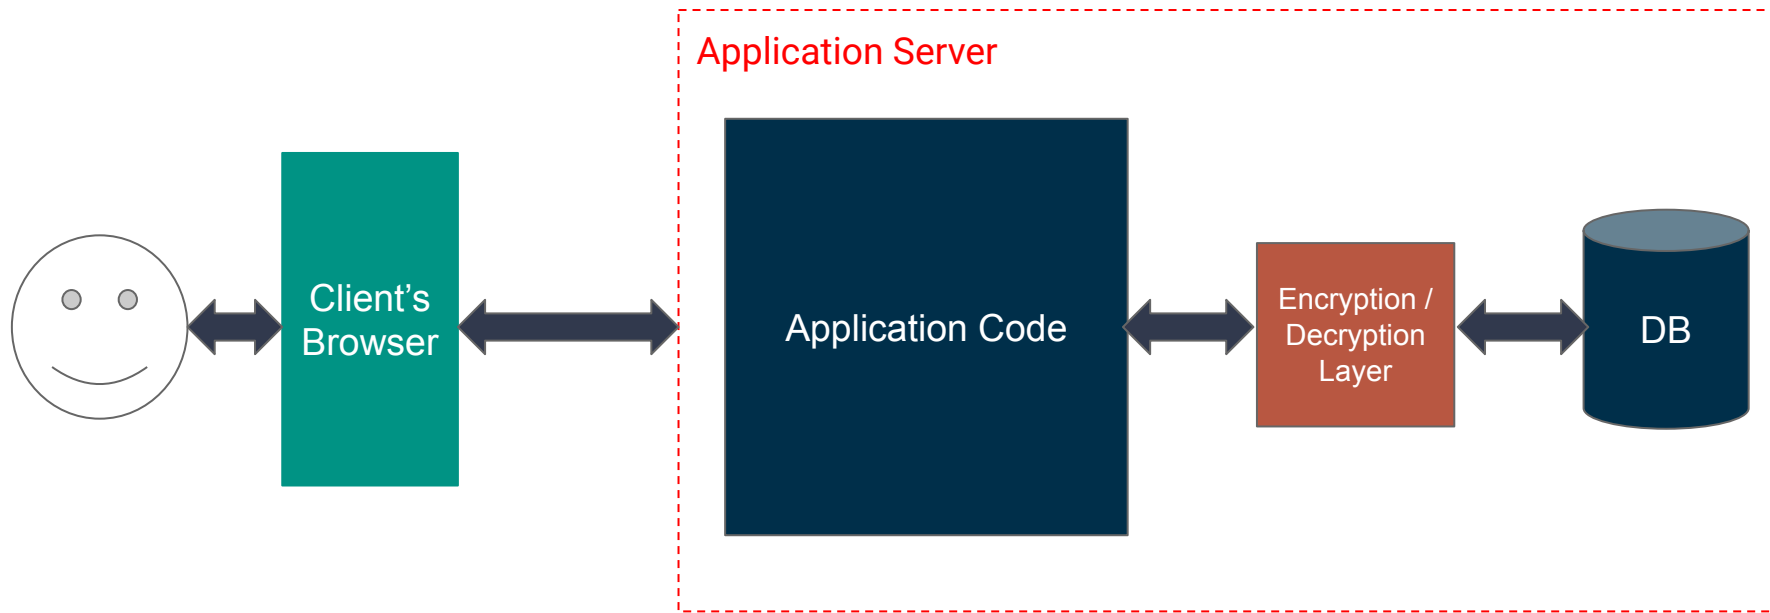 Application Server
Client’s
Browser
Application Code
Encryption /
Decryption
Layer
DB